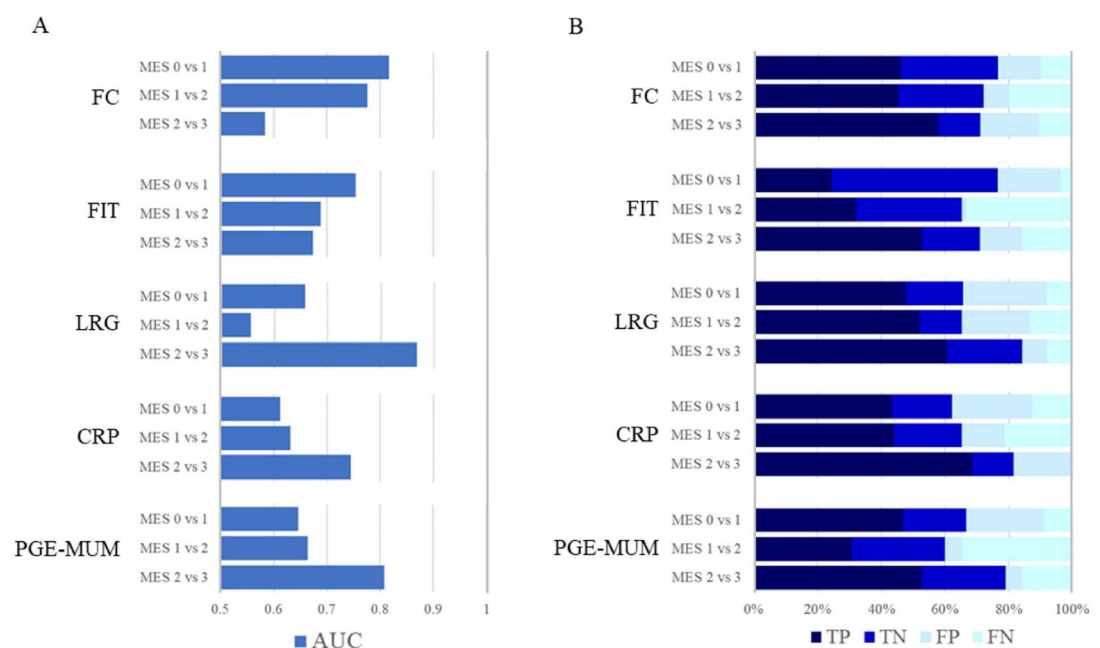 A
FC
MES 0 vs 1
MES 1 vs 2
MES 2 vs 3
FIT
MES 0 vs 1
MES 1 vs 2
MES 2 vs 3
LRG
MES 0 vs 1
MES 1 vs 2
MES 2 vs 3
CRP
MES 0 vs 1
MES 1 vs 2
MES 2 vs 3
PGE-MUM
MES 0 vs 1
MES 1 vs 2
MES 2 vs 3
0.5 0.6 0.7 0.8 0.9 1
AUC
B
FC
MES 0 vs 1
MES 1 vs 2
MES 2 vs 3
FIT
MES 0 vs 1
MES 1 vs 2
MES 2 vs 3
LRG
MES 0 vs 1
MES 1 vs 2
MES 2 vs 3
CRP
MES 0 vs 1
MES 1 vs 2
MES 2 vs 3
PGE-MUM
MES 0 vs 1
MES 1 vs 2
MES 2 vs 3
0% 20% 40% 60% 80% 100%
TP TN FP FN